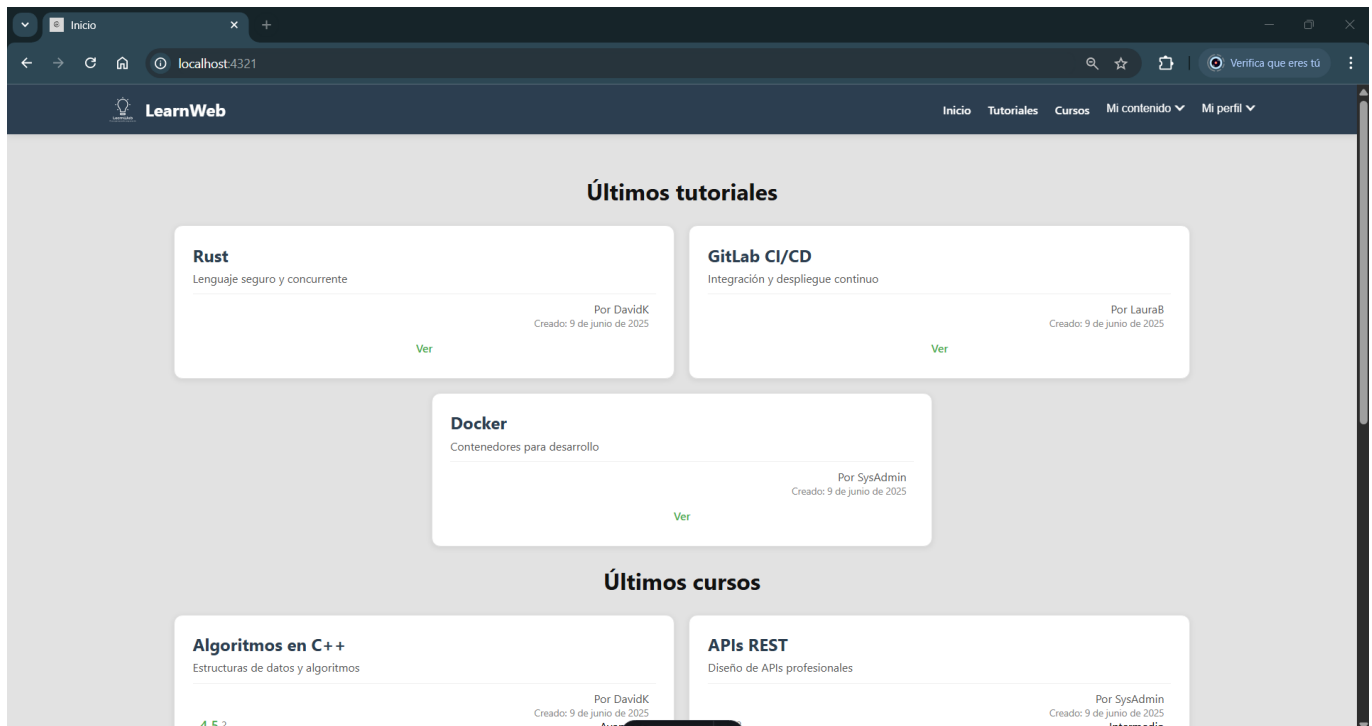 Inicio
localhost:4321
Verifica que eres tú
LearnWeb
Inicio Tutoriales Cursos Mi contenido Mi perfil
Últimos tutoriales
Rust
Lenguaje seguro y concurrente
Por DavidK
Creado: 9 de junio de 2025
Ver
GitLab CI/CD
Integración y despliegue continuo
Por LauraB
Creado: 9 de junio de 2025
Ver
Docker
Contenedores para desarrollo
Por SysAdmin
Creado: 9 de junio de 2025
Ver
Últimos cursos
Algoritmos en C++
Estructuras de datos y algoritmos
Por DavidK
Creado: 9 de junio de 2025
4.5
APIs REST
Diseño de APIs profesionales
Por SysAdmin
Creado: 9 de junio de 2025
Intermedio